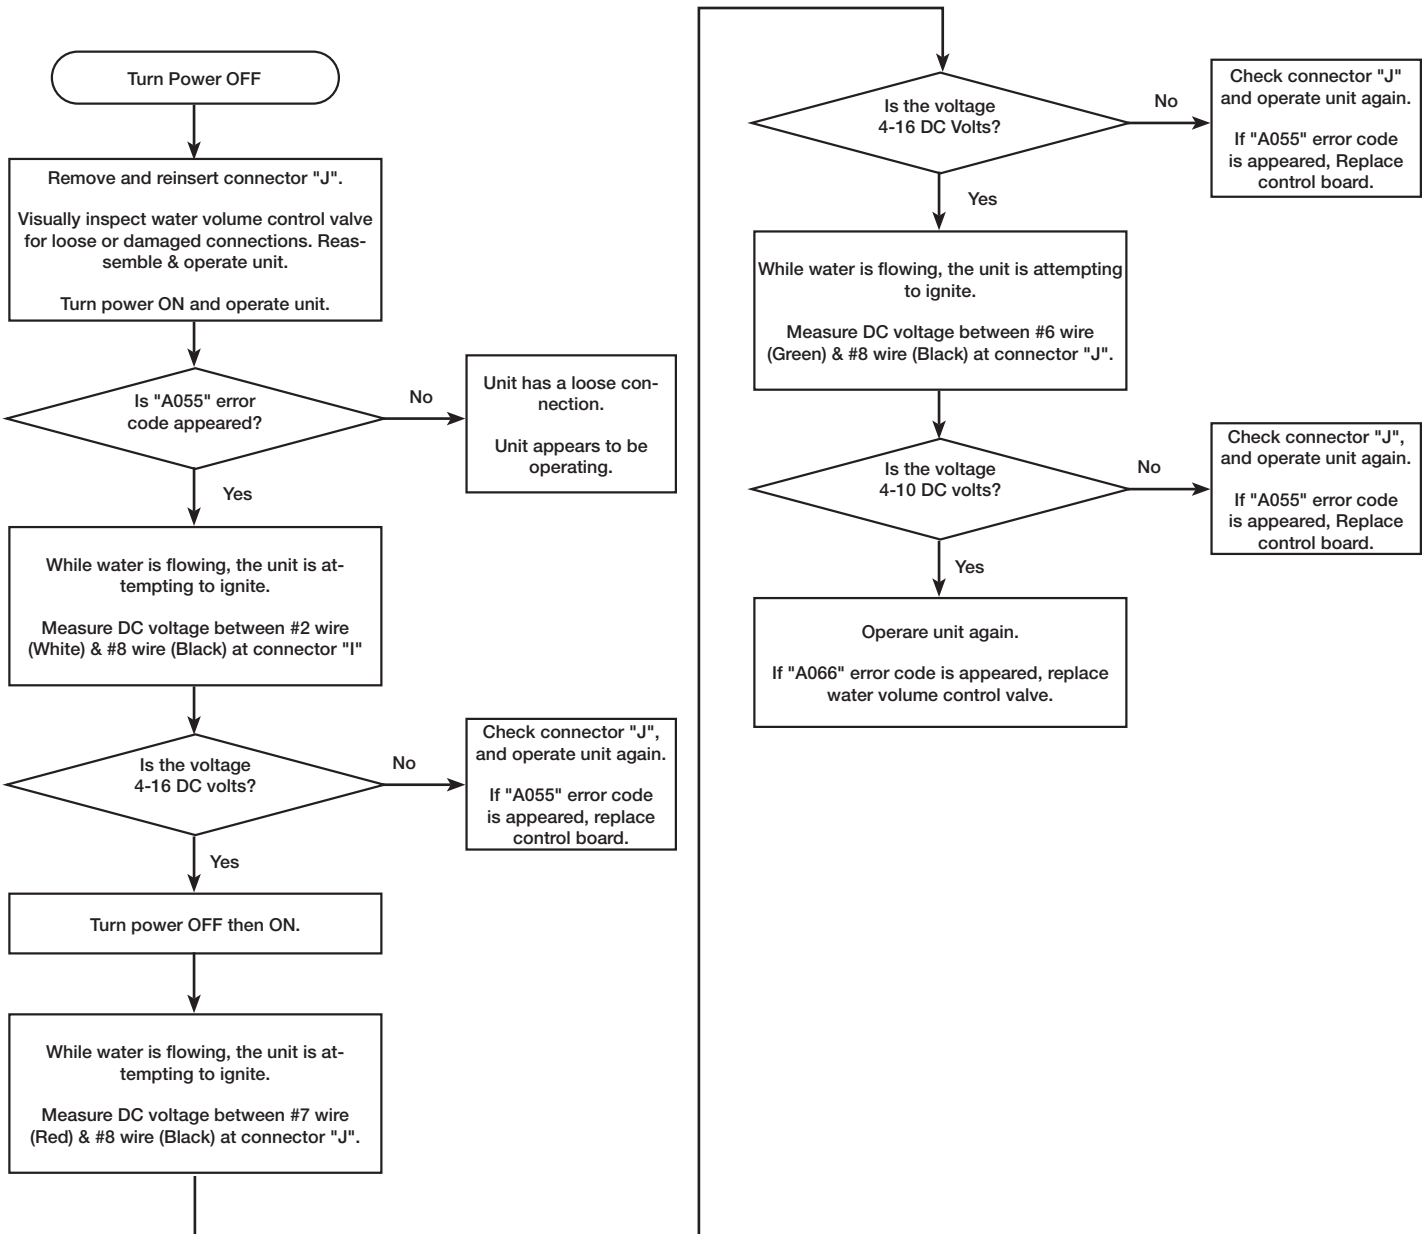 Turn Power OFF
Remove and reinsert connector "J".
Visually inspect water volume control valve
for loose or damaged connections. Reas-
semble & operate unit.
Turn power ON and operate unit.
Is "A055" error
code appeared?
No
Unit has a loose con-
nection.
Unit appears to be
operating.
Yes
While water is flowing, the unit is at-
tempting to ignite.
Measure DC voltage between #2 wire
(White) & #8 wire (Black) at connector "I"
Is the voltage
4-16 DC volts?
No
Check connector "J",
and operate unit again.
If "A055" error code
is appeared, replace
control board.
Yes
Turn power OFF then ON.
While water is flowing, the unit is at-
tempting to ignite.
Measure DC voltage between #7 wire
(Red) & #8 wire (Black) at connector "J".
Is the voltage
4-16 DC Volts?
No
Check connector "J"
and operate unit again.
If "A055" error code
is appeared, Replace
control board.
Yes
While water is flowing, the unit is attempting
to ignite.
Measure DC voltage between #6 wire
(Green) & #8 wire (Black) at connector "J".
Is the voltage
4-10 DC volts?
No
Check connector "J",
and operate unit again.
If "A055" error code
is appeared, Replace
control board.
Yes
Operare unit again.
If "A066" error code is appeared, replace
water volume control valve.